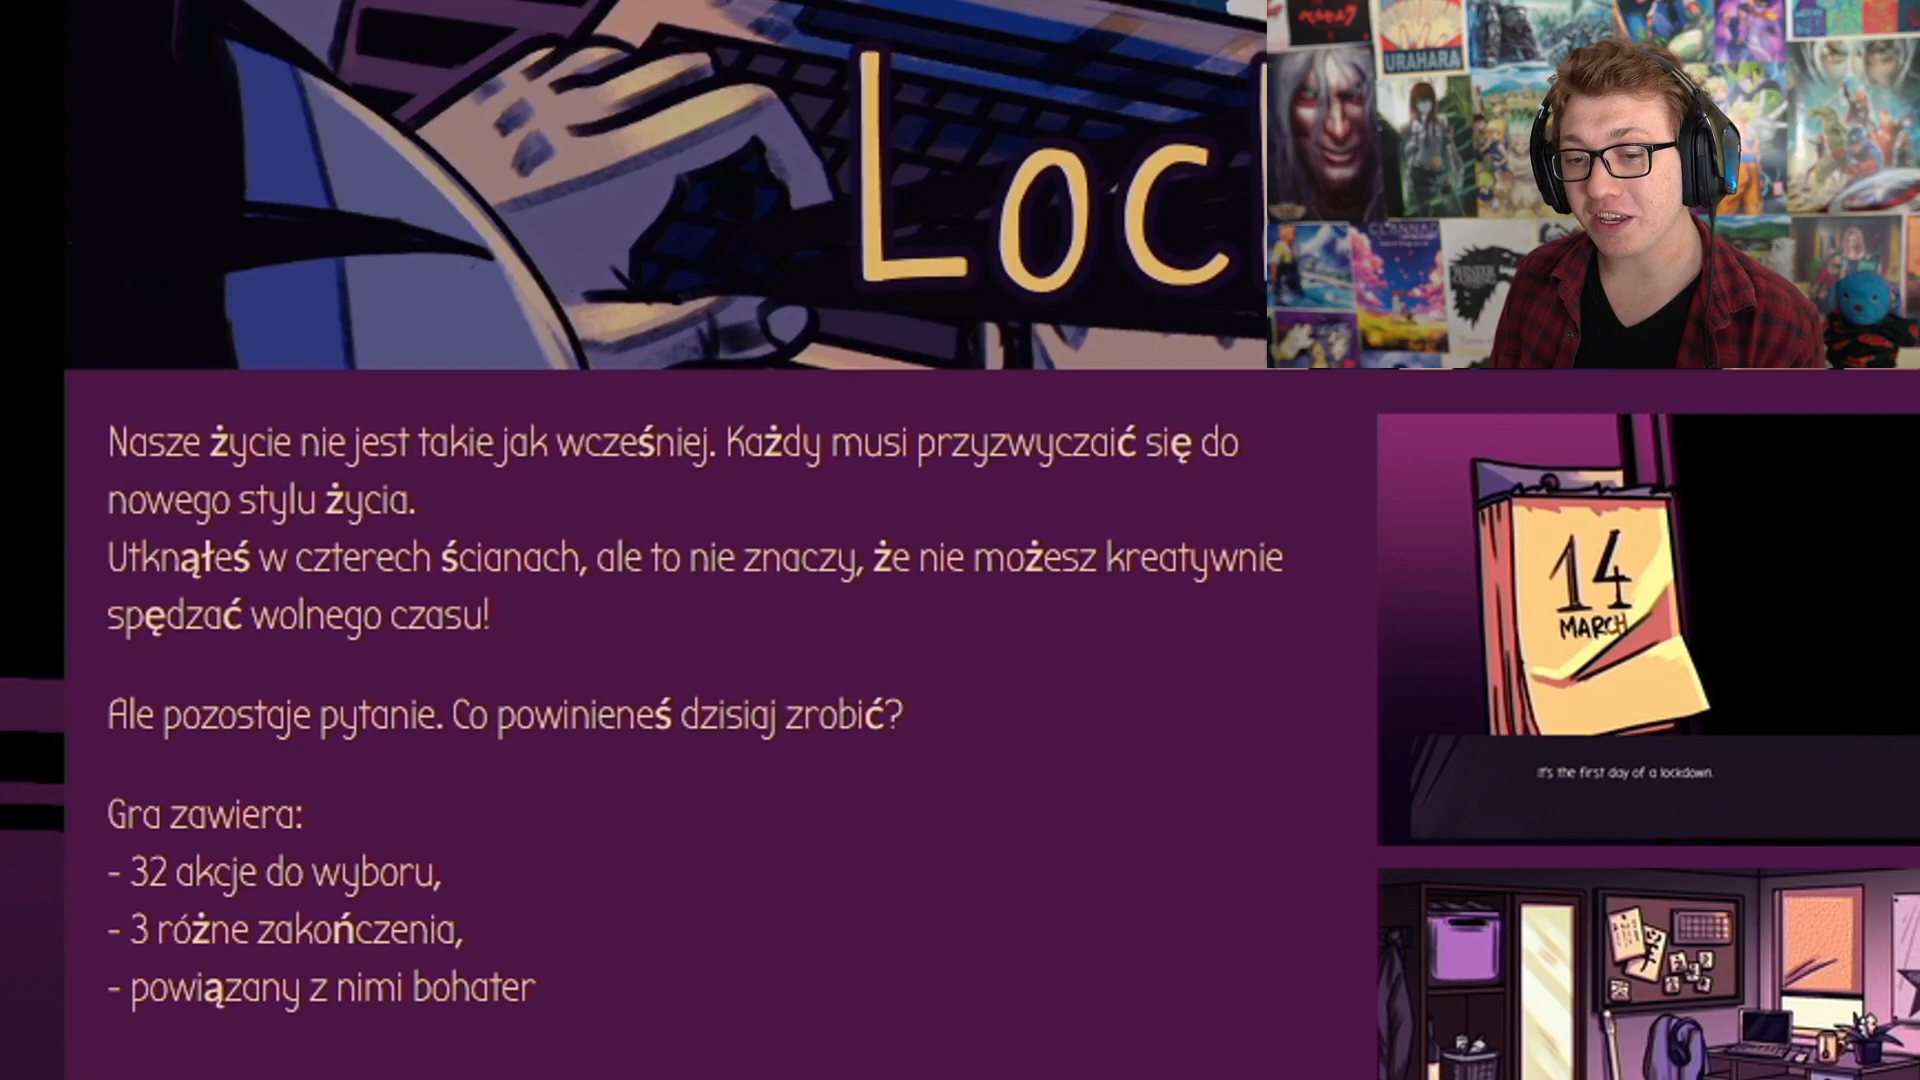 Loc
URAHARA
CLANNAD
Nasze życie nie jest takie jak wcześniej. Każdy musi przyzwyczaić się do
nowego stylu życia.
Utknąłeś w czterech ścianach, ale to nie znaczy, że nie możesz kreatywnie
spędzać wolnego czasu!
Ale pozostaje pytanie. Co powinieneś dzisiaj zrobić?
Gra zawiera:
- 32 akcje do wyboru,
- 3 różne zakończenia,
- powiązany z nimi bohater
14
MARCH
It's the first day of a lockdown.